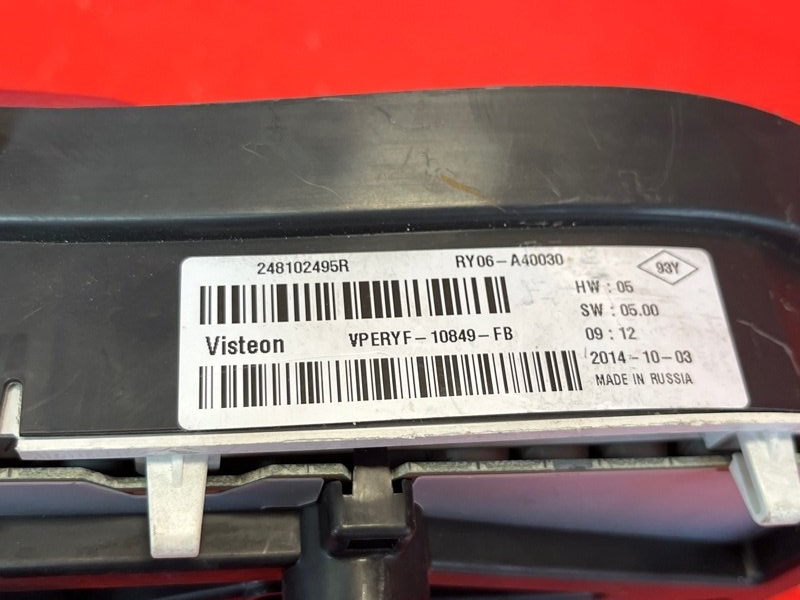 248102495R RY06-A40030 93Y
HW : 05
SW : 05.00
Visteon VPERYF-10849-FB 09 : 12
2014-10-03
MADE IN RUSSIA